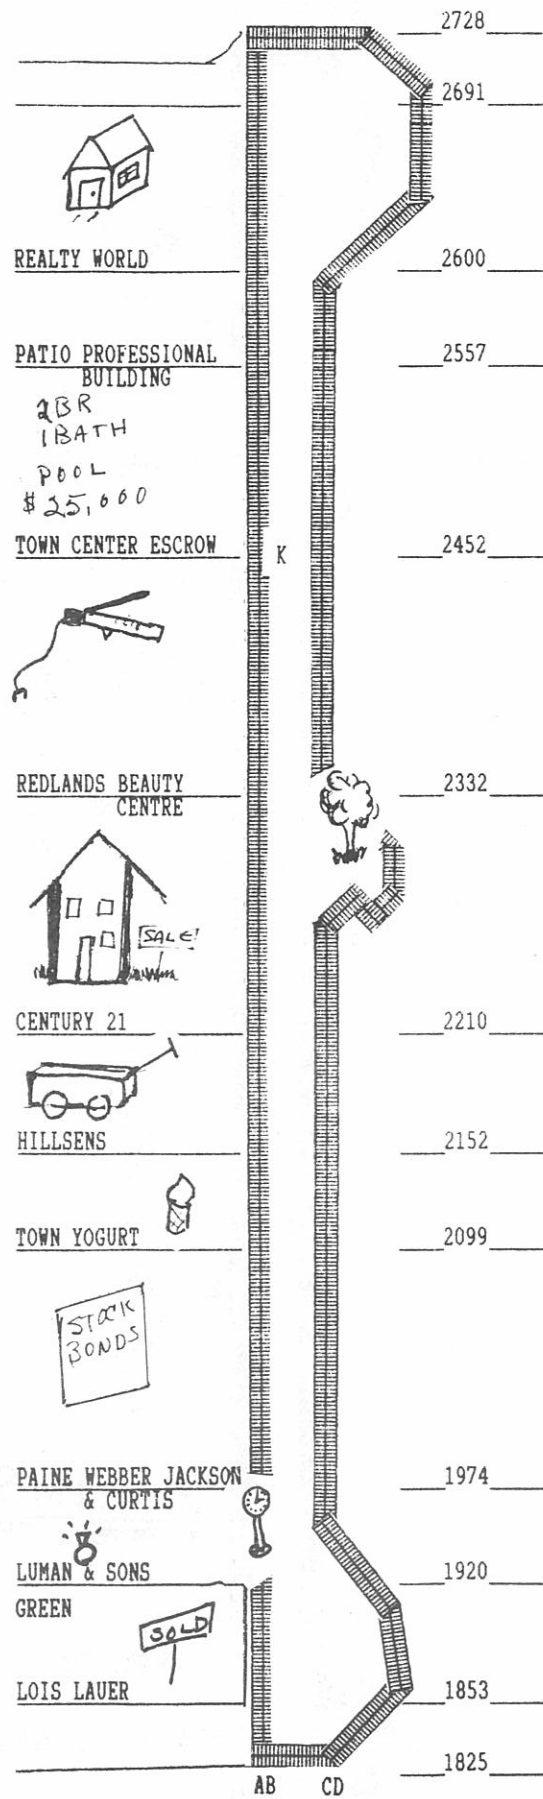 2728
2691
REALTY WORLD 2600
PATIO PROFESSIONAL 2557
BUILDING
2BR
1BATH
POOL
$25,000
TOWN CENTER ESCROW K 2452
REDLANDS BEAUTY 2332
CENTRE
SALE!
CENTURY 21 2210
HILLSENS 2152
TOWN YOGURT 2099
STOCK
BONDS
PAINE WEBBER JACKSON 1974
& CURTIS
LUMAN & SONS 1920
GREEN
SOLD
LOIS LAUER 1853
1825
AB CD